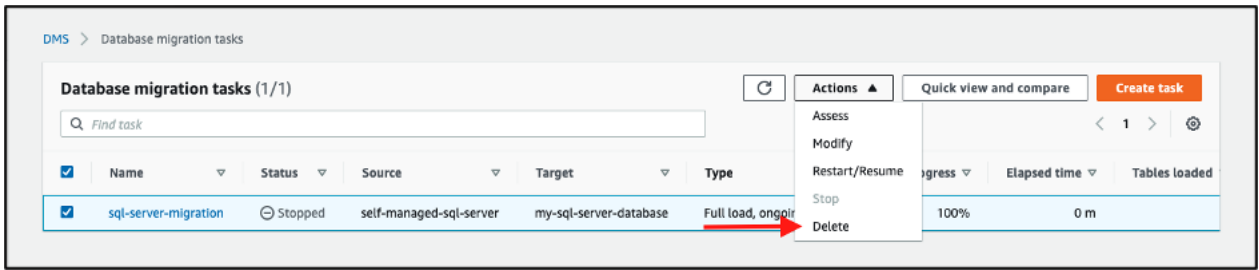 DMS > Database migration tasks
Database migration tasks (1/1)
Actions ▲
Quick view and compare
Create task
Find task
< 1 >
Assess
Modify
Restart/Resume
Stop
Delete
Name Status Source Target Type ogress Elapsed time Tables loaded
sql-server-migration Stopped self-managed-sql-server my-sql-server-database Full load, ongoin 100% 0 m